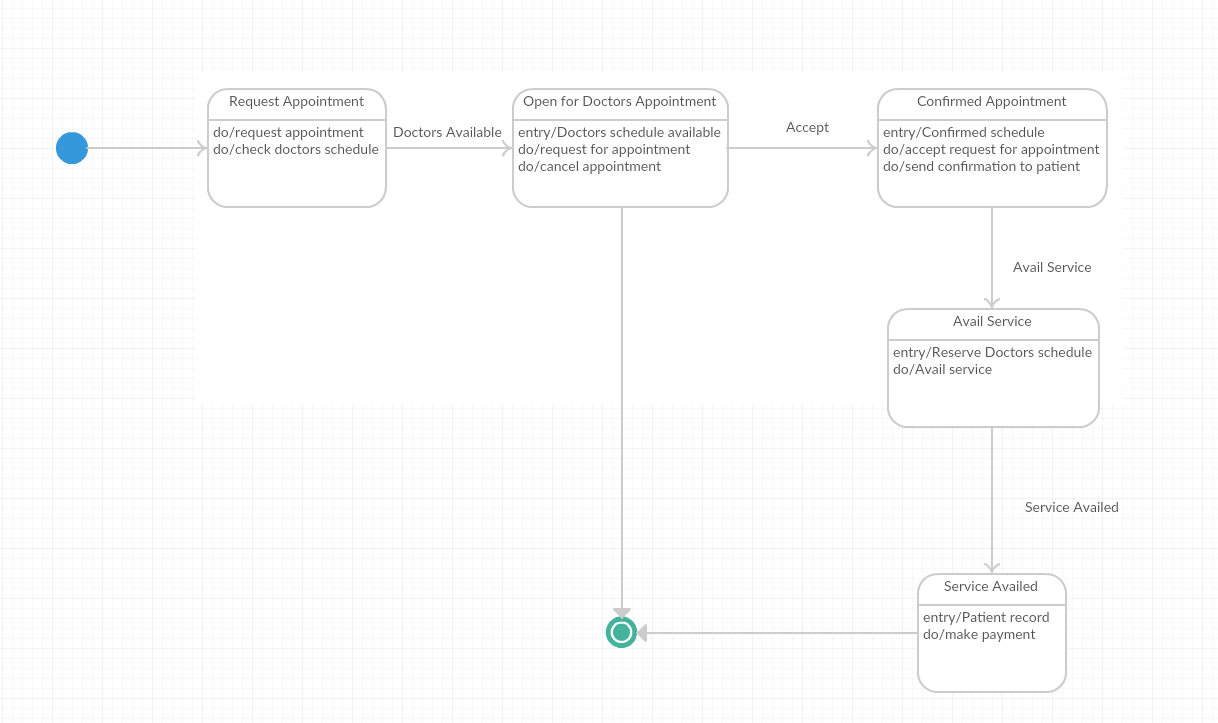 Request Appointment
do/request appointment
do/check doctors schedule
Doctors Available
Open for Doctors Appointment
entry/Doctors schedule available
do/request for appointment
do/cancel appointment
Accept
Confirmed Appointment
entry/Confirmed schedule
do/accept request for appointment
do/send confirmation to patient
Avail Service
Avail Service
entry/Reserve Doctors schedule
do/Avail service
Service Availed
Service Availed
entry/Patient record
do/make payment